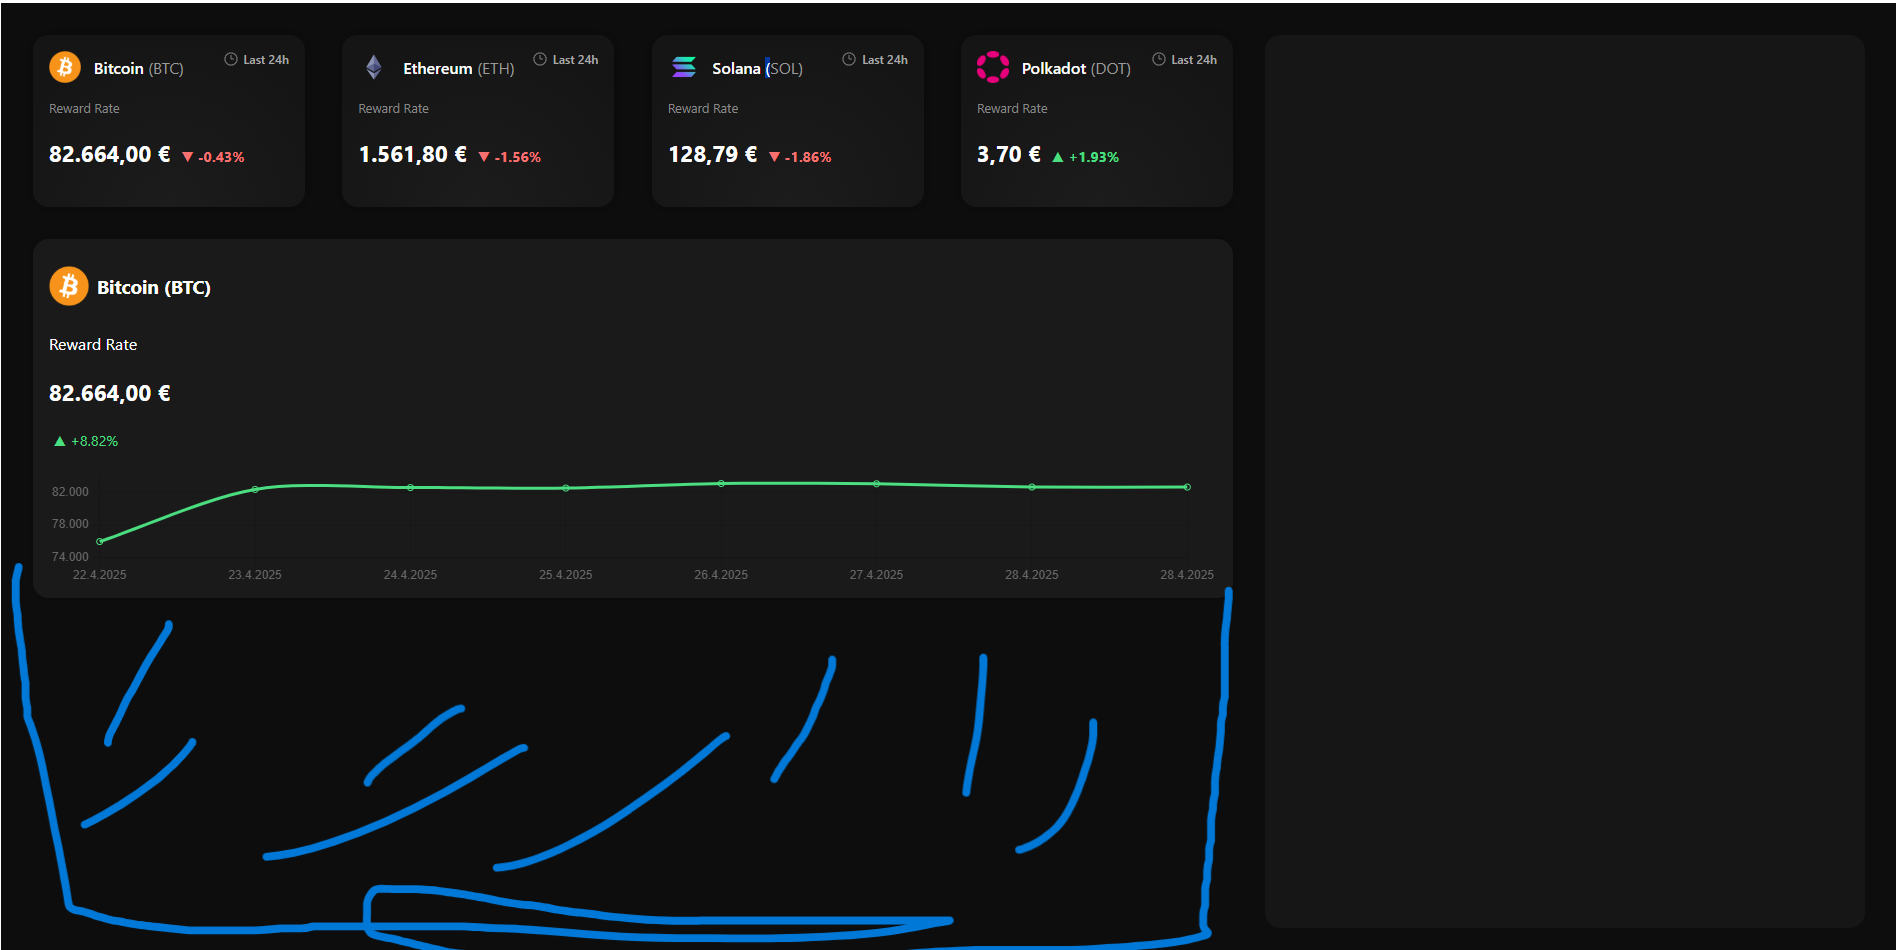 Bitcoin (BTC) Last 24h
Reward Rate
82.664,00 € ▼ -0.43%
Ethereum (ETH) Last 24h
Reward Rate
1.561,80 € ▼ -1.56%
Solana (SOL) Last 24h
Reward Rate
128,79 € ▼ -1.86%
Polkadot (DOT) Last 24h
Reward Rate
3,70 € ▲ +1.93%
Bitcoin (BTC)
Reward Rate
82.664,00 €
▲ +8.82%
82.000
78.000
74.000
22.4.2025 23.4.2025 24.4.2025 25.4.2025 26.4.2025 27.4.2025 28.4.2025 28.4.2025